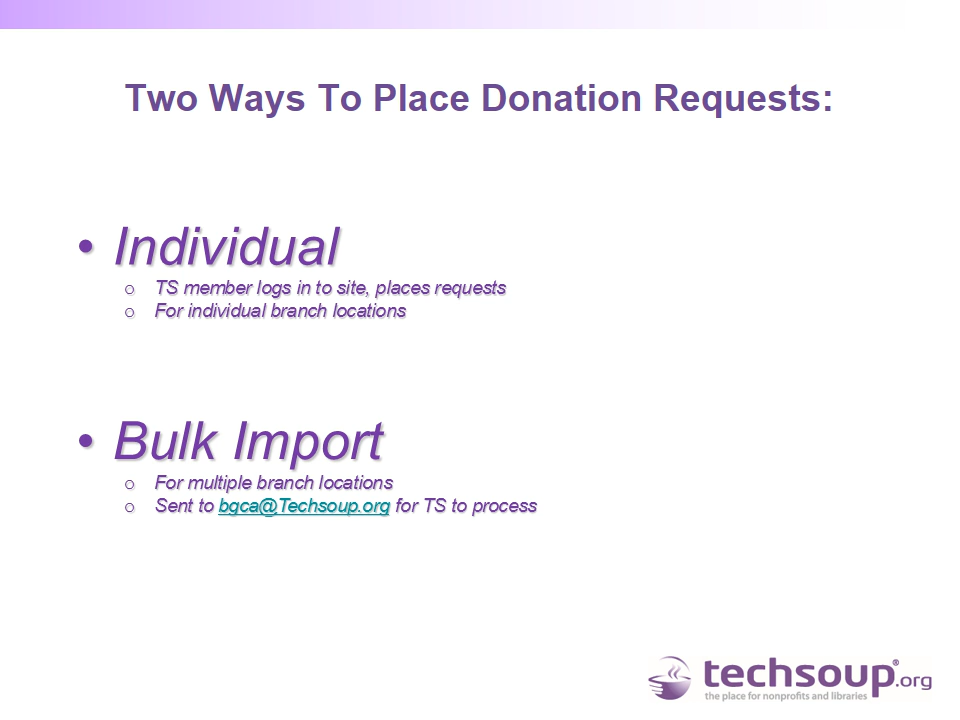 Two Ways To Place Donation Requests:
• Individual
o TS member logs in to site, places requests
o For individual branch locations
• Bulk Import
o For multiple branch locations
o Sent to bgca@Techsoup.org for TS to process
techsoup®.org
the place for nonprofits and libraries